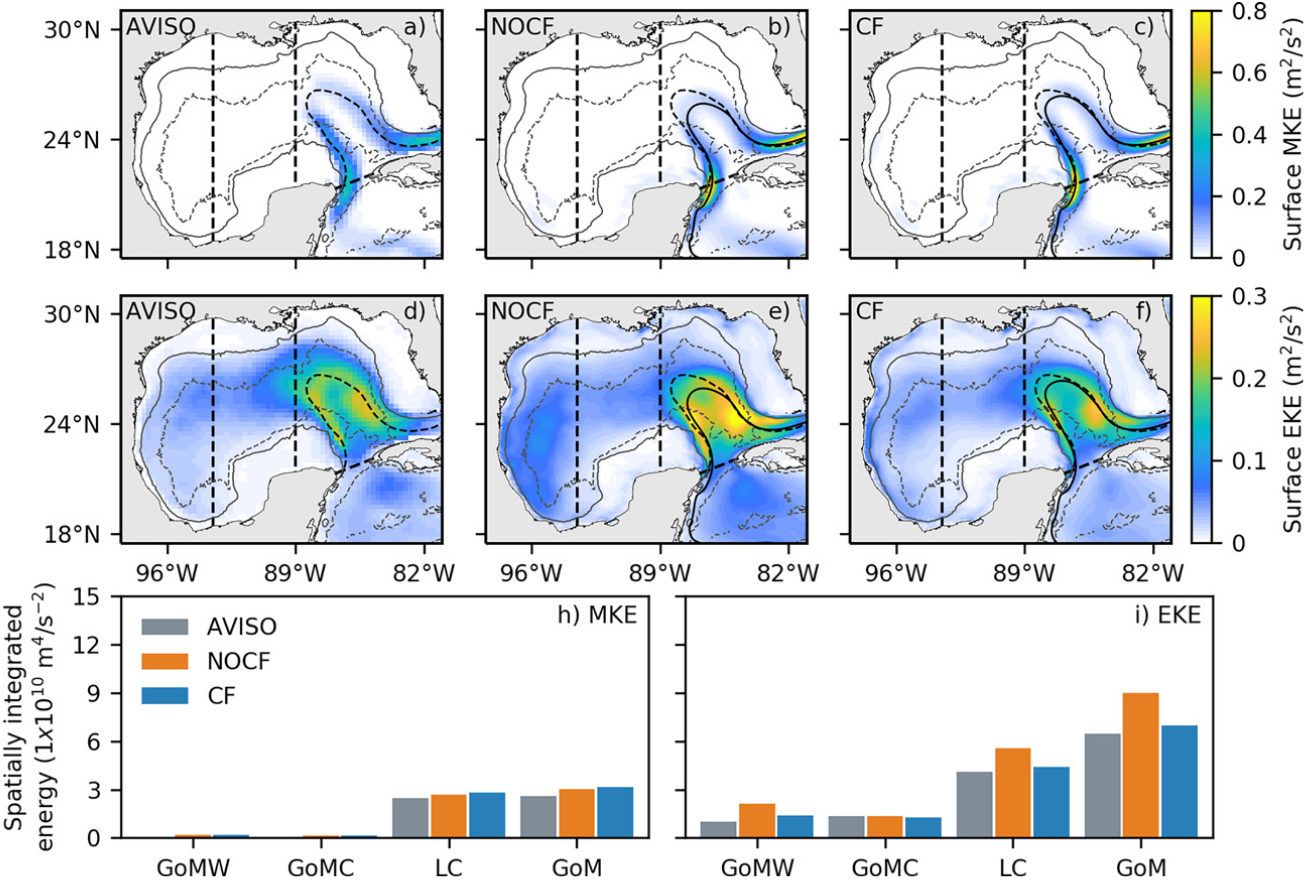 AVISO a) NOCF b) CF c)
30°N
24°N
18°N
0.8
0.6
0.4
0.2
0
Surface MKE (m²/s²)
AVISO d) NOCF e) CF f)
30°N
24°N
18°N
96°W 89°W 82°W 96°W 89°W 82°W 96°W 89°W 82°W
0.3
0.2
0.1
0
Surface EKE (m²/s²)
Spatially integrated
energy (1x10¹⁰ m⁴/s⁻²)
15
12
9
6
3
0
h) MKE
AVISO
NOCF
CF
GoMW GoMC LC GoM
i) EKE
GoMW GoMC LC GoM